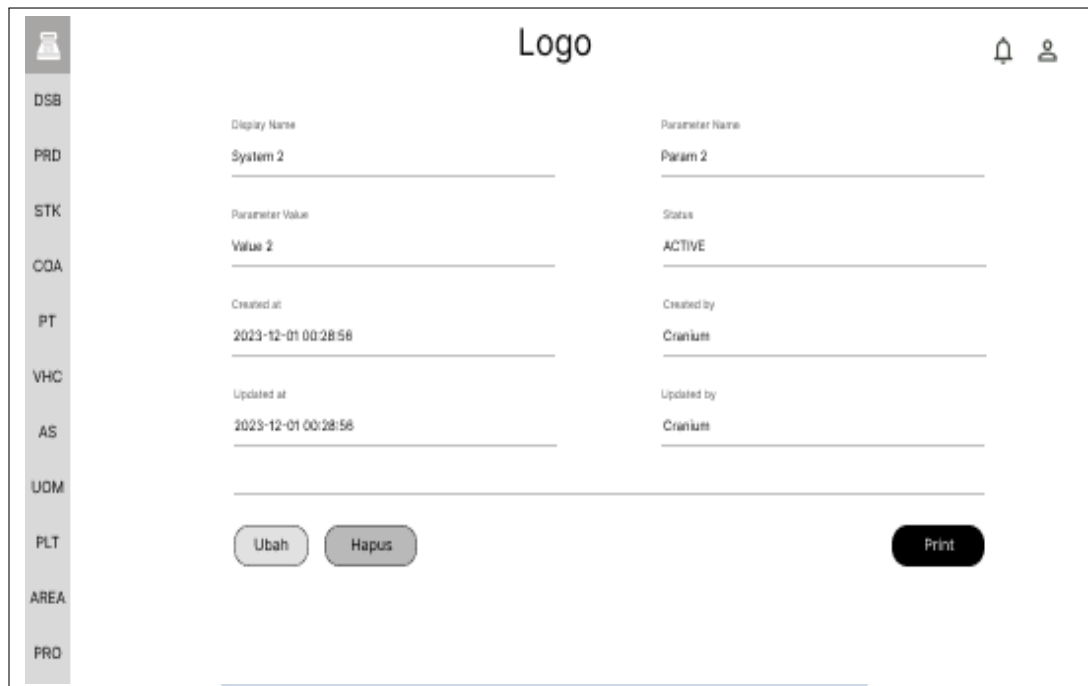 Logo
DSB
PRD
STK
COA
PT
VHC
AS
UOM
PLT
AREA
PRO
Display Name
Parameter Name
System 2
Param 2
Parameter Value
Status
Value 2
ACTIVE
Created at
Created by
2023-12-01 00:28:56
Cranium
Updated at
Updated by
2023-12-01 00:28:56
Cranium
Ubah
Hapus
Print